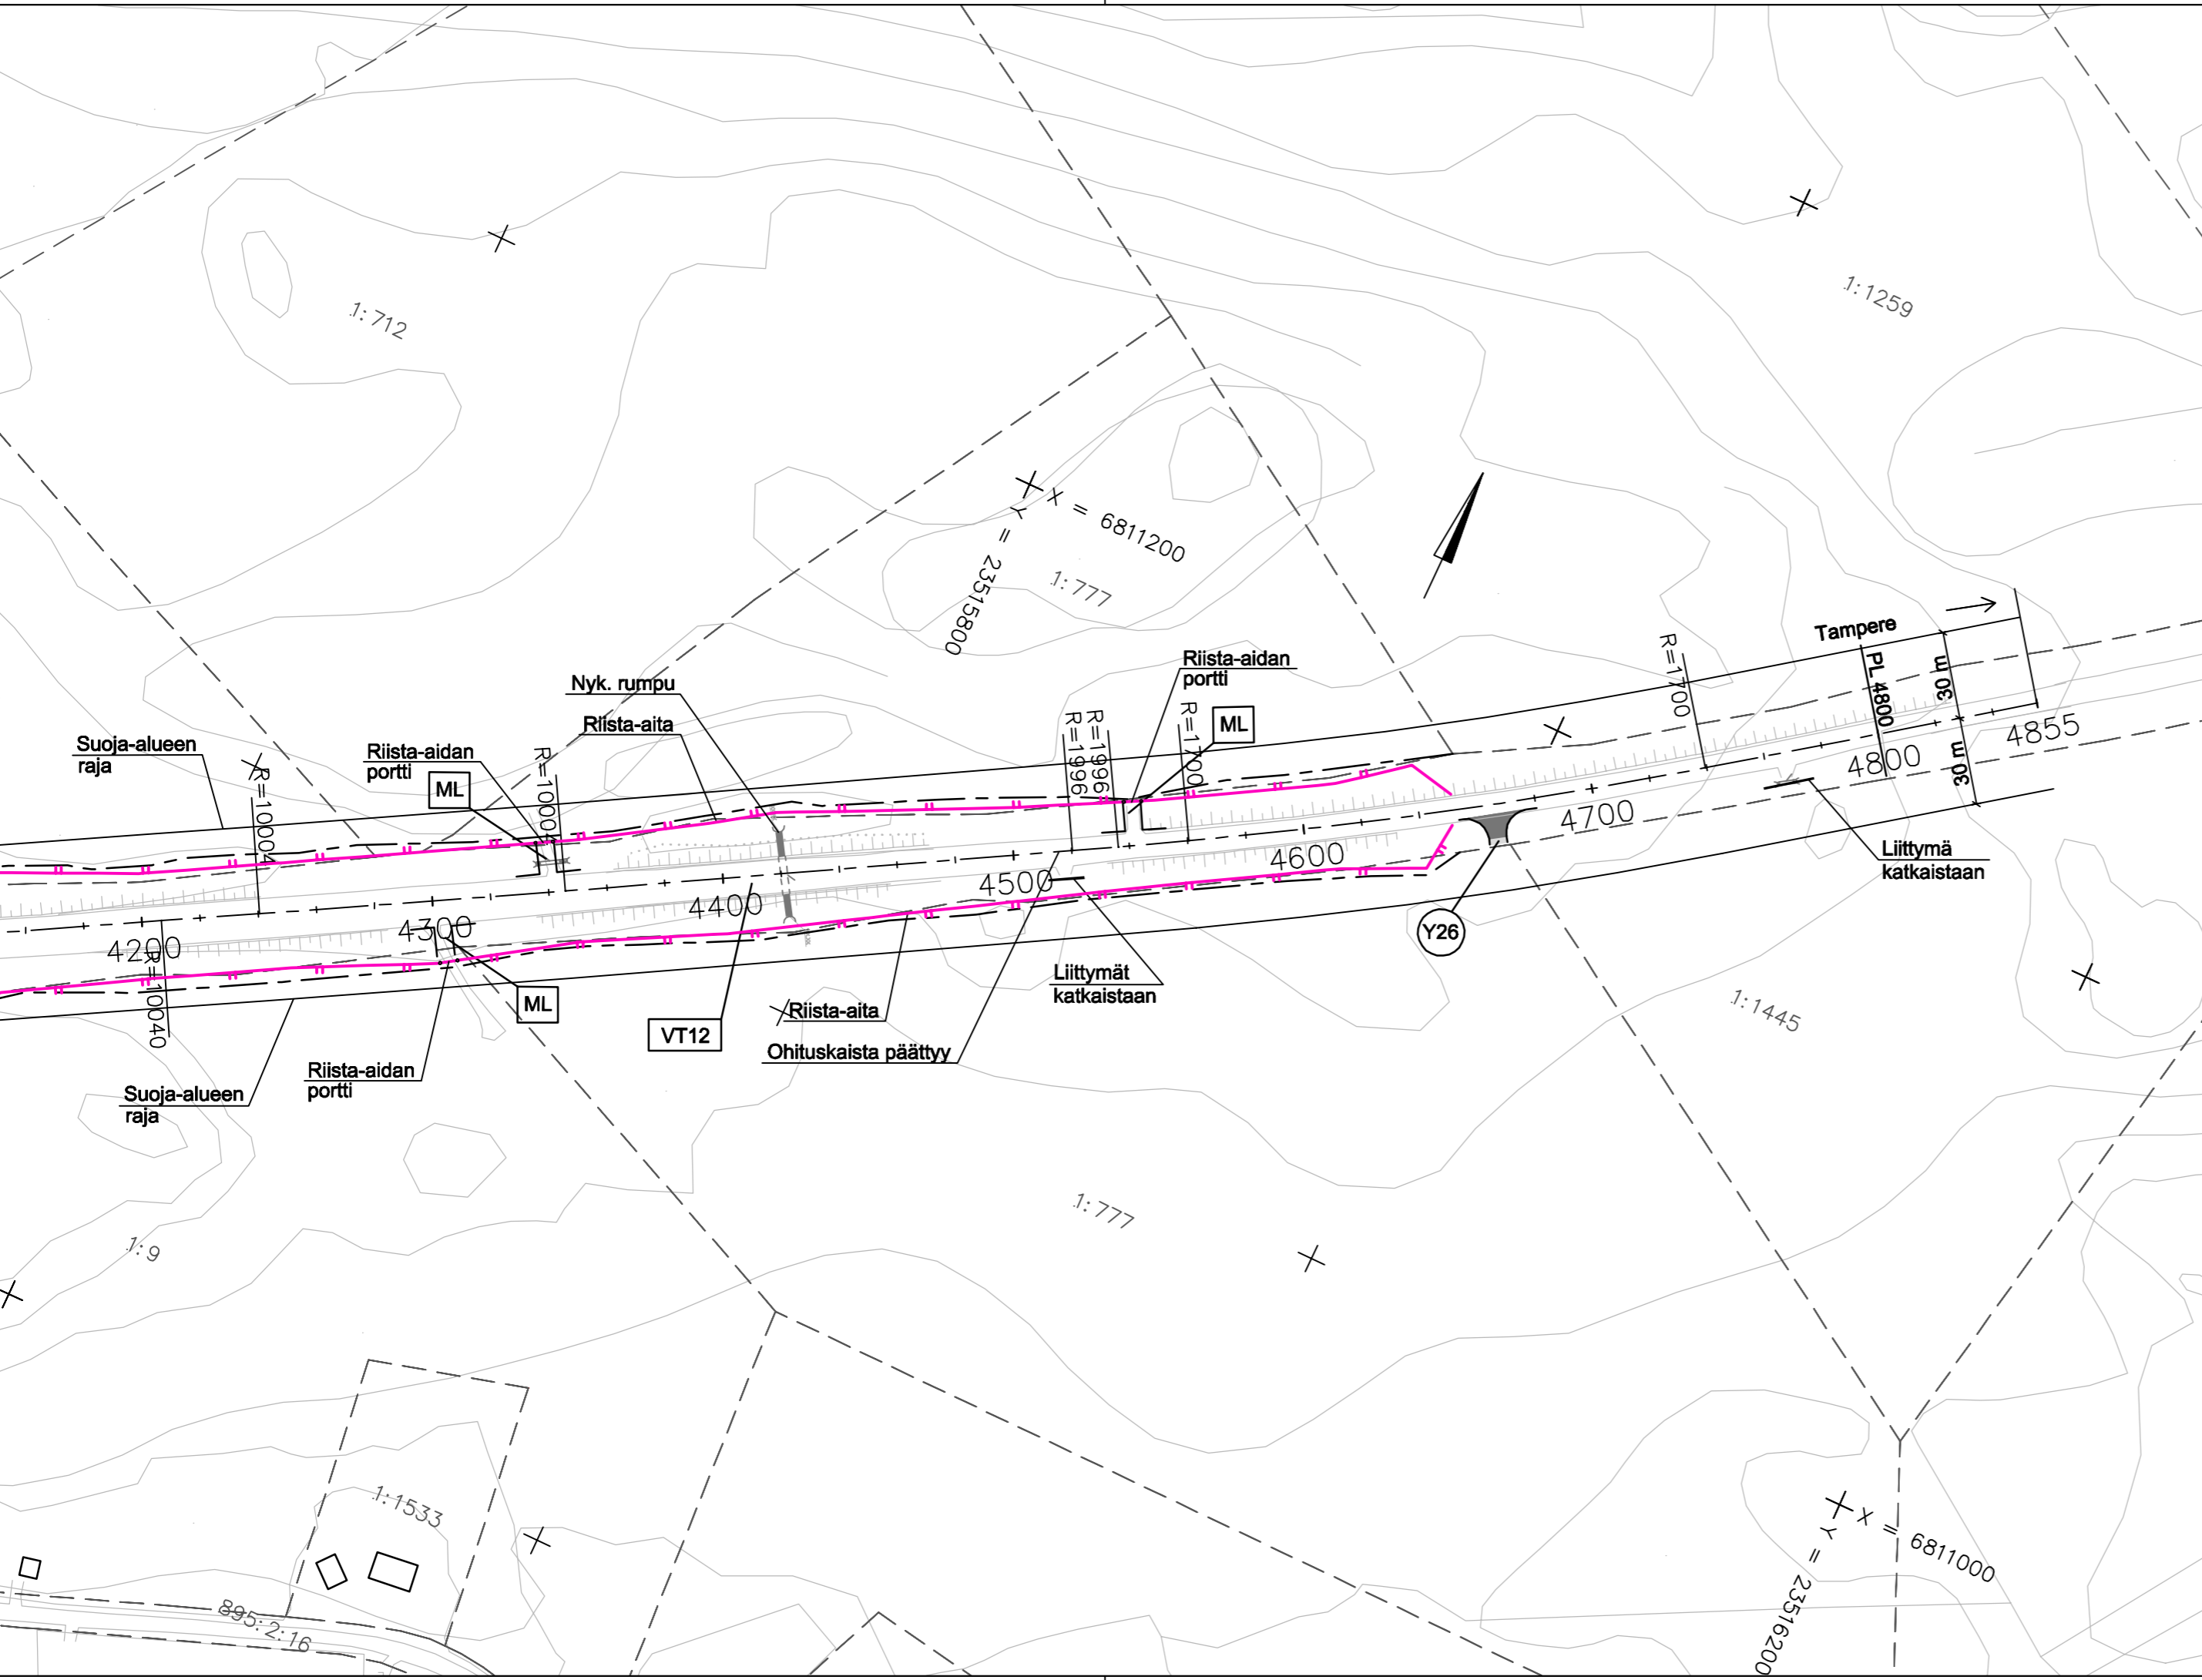 1:712
1:1259
X = 6811200
Y = 23515800
1:777
Tampere
PL 4800
30 m
30 m
R=1700
4855
4800
4700
Riista-aidan
portti
ML
R=1996
R=1996
R=1700
Nyk. rumpu
Riista-aita
Suoja-alueen
raja
Riista-aidan
portti
ML
R=10004
R=10004
4200
4300
4400
4500
4600
R=10040
Liittymä
katkaistaan
Y26
Liittymät
katkaistaan
ML
VT12
Riista-aita
Ohituskaista päättyy
Riista-aidan
portti
Suoja-alueen
raja
1:1445
1:777
1:9
1:1533
895:2:16
X = 6811000
Y = 23516200